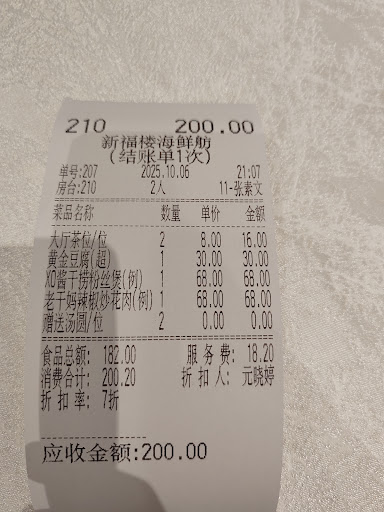 210 200.00
新福楼海鲜舫
(结账单1次)
单号:207 2025.10.06 21:07
房台:210 2人 11-张素文
菜品名称 数量 单价 金额
大厅茶位/位 2 8.00 16.00
黄金豆腐(超) 1 30.00 30.00
XO酱干捞粉丝煲(例) 1 68.00 68.00
老干妈辣椒炒花肉(例) 1 68.00 68.00
赠送汤圆/位 2 0.00 0.00
食品总额: 182.00 服务费: 18.20
消费合计: 200.20 折扣人: 元晓婷
折扣率: 7折
应收金额:200.00